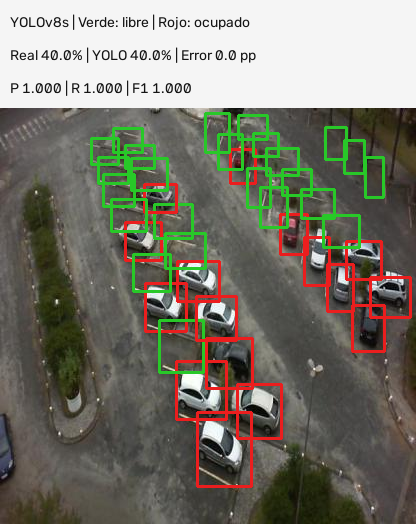 YOLOv8s | Verde: libre | Rojo: ocupado
Real 40.0% | YOLO 40.0% | Error 0.0 pp
P 1.000 | R 1.000 | F1 1.000